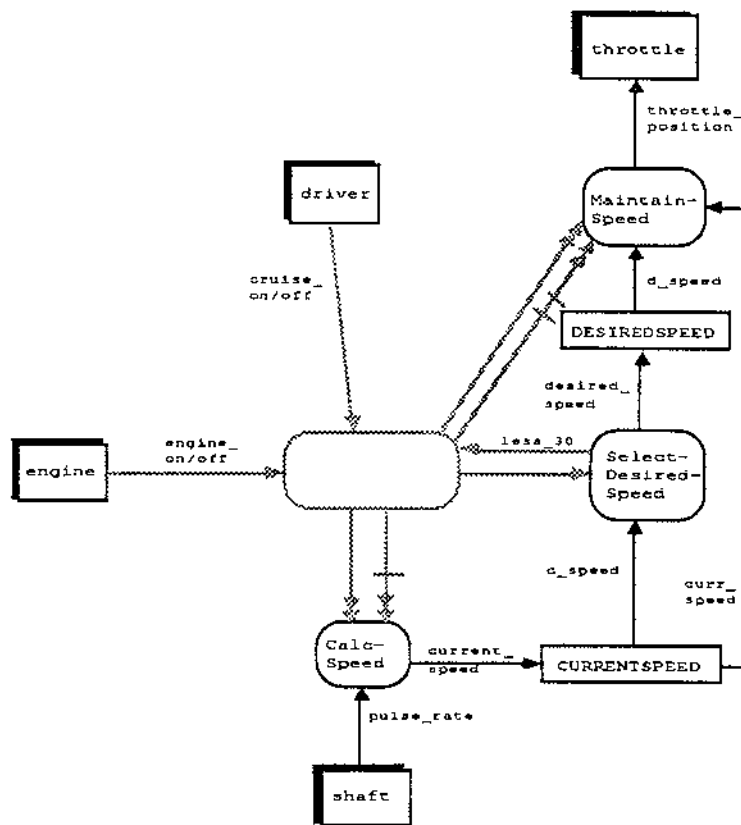 throttle
throttle_
position
driver
Maintain-
Speed
cruise_
on/off
d_speed
DESIREDSPEED
desired_
speed
engine_
on/off
less_30
engine
Select-
Desired-
Speed
c_speed
curr_
speed
Calc-
Speed
current_
speed
CURRENTSPEED
pulse_rate
shaft